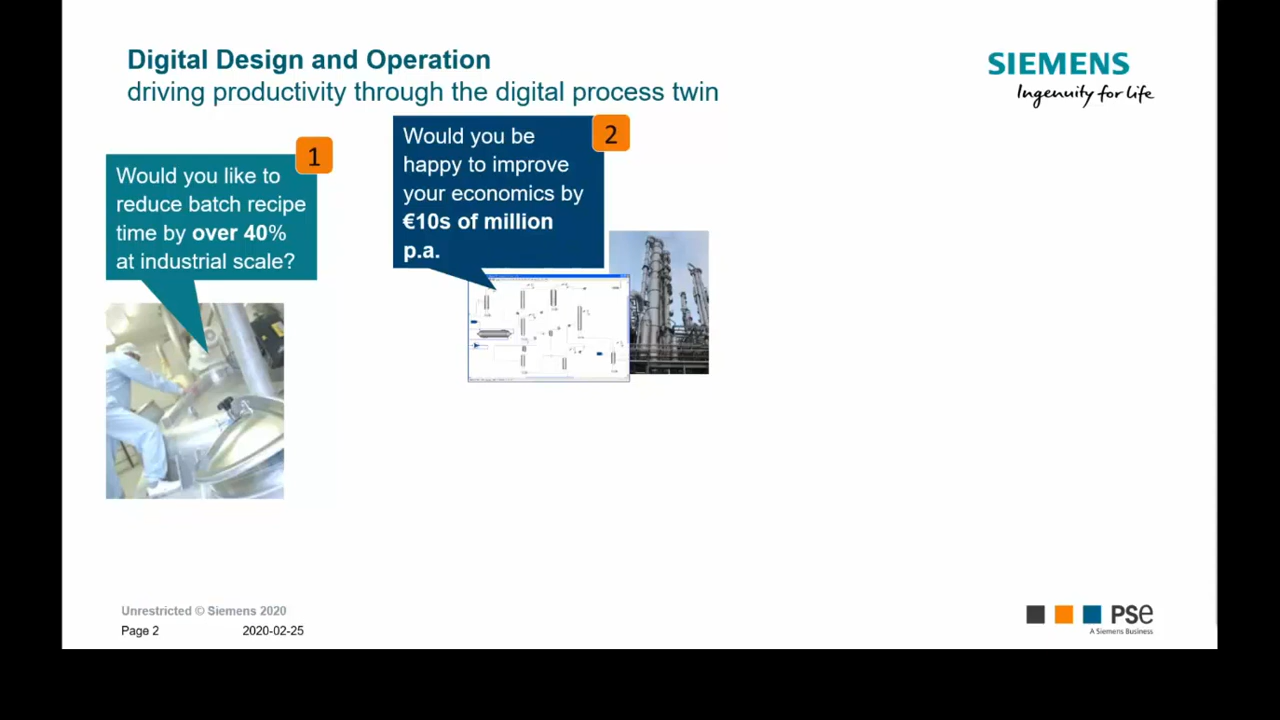 Digital Design and Operation
driving productivity through the digital process twin
SIEMENS
Ingenuity for life
1
Would you like to
reduce batch recipe
time by over 40%
at industrial scale?
2
Would you be
happy to improve
your economics by
€10s of million
p.a.
Unrestricted © Siemens 2020
Page 2
2020-02-25
PSe
A Siemens Business